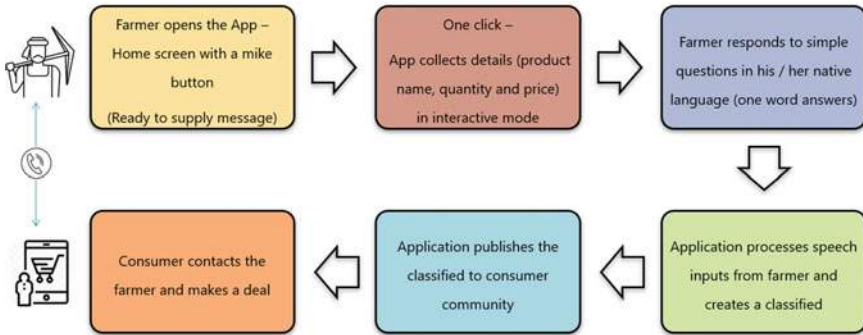 Farmer opens the App –
Home screen with a mike
button
(Ready to supply message)
One click –
App collects details (product
name, quantity and price)
in interactive mode
Farmer responds to simple
questions in his / her native
language (one word answers)
Application processes speech
inputs from farmer and
creates a classified
Application publishes the
classified to consumer
community
Consumer contacts the
farmer and makes a deal